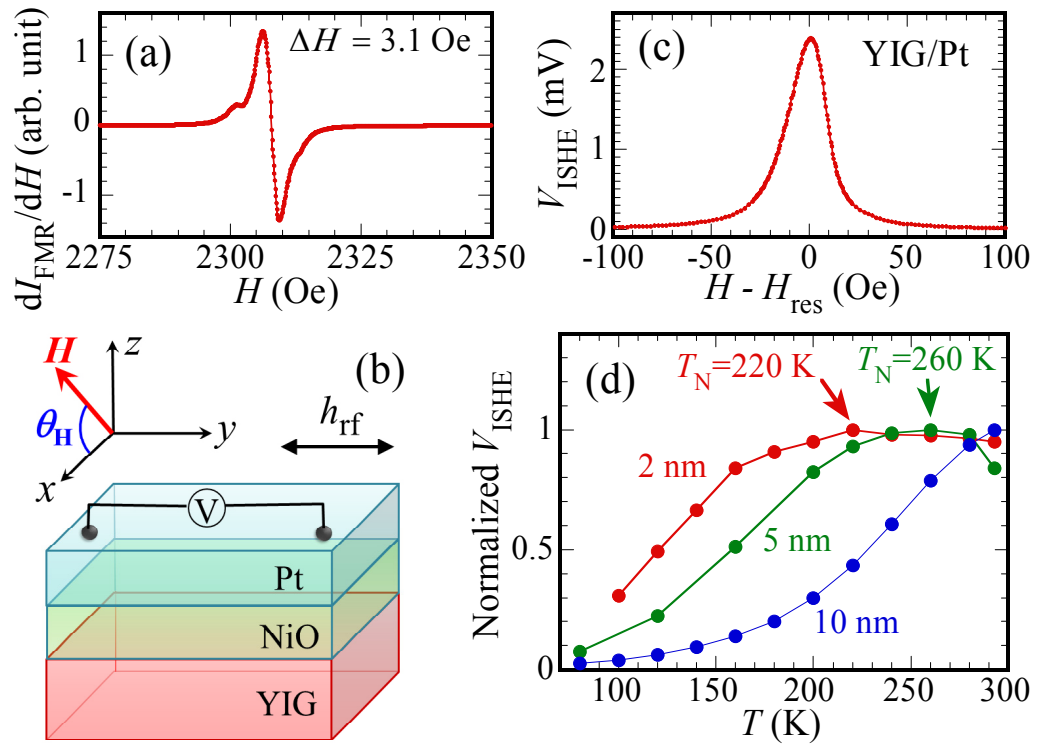 (a)
ΔH = 3.1 Oe
dI_FMR/dH (arb. unit)
1
0
-1
2275
2300
2325
2350
H (Oe)
(c)
YIG/Pt
V_ISHE (mV)
2
1
0
-100
-50
0
50
100
H - H_res (Oe)
(b)
H
z
θ_H
y
x
h_rf
V
Pt
NiO
YIG
(d)
T_N=220 K
T_N=260 K
2 nm
5 nm
10 nm
Normalized V_ISHE
1
0.5
0
100
150
200
250
300
T (K)